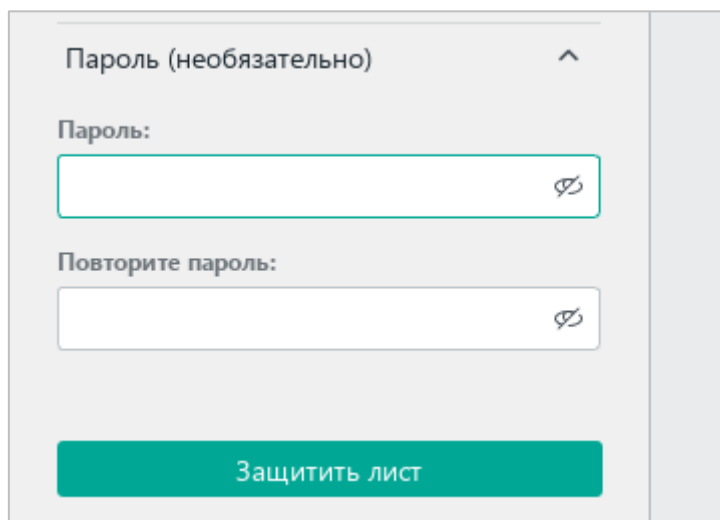 Пароль (необязательно)
Пароль:
Повторите пароль:
Защитить лист